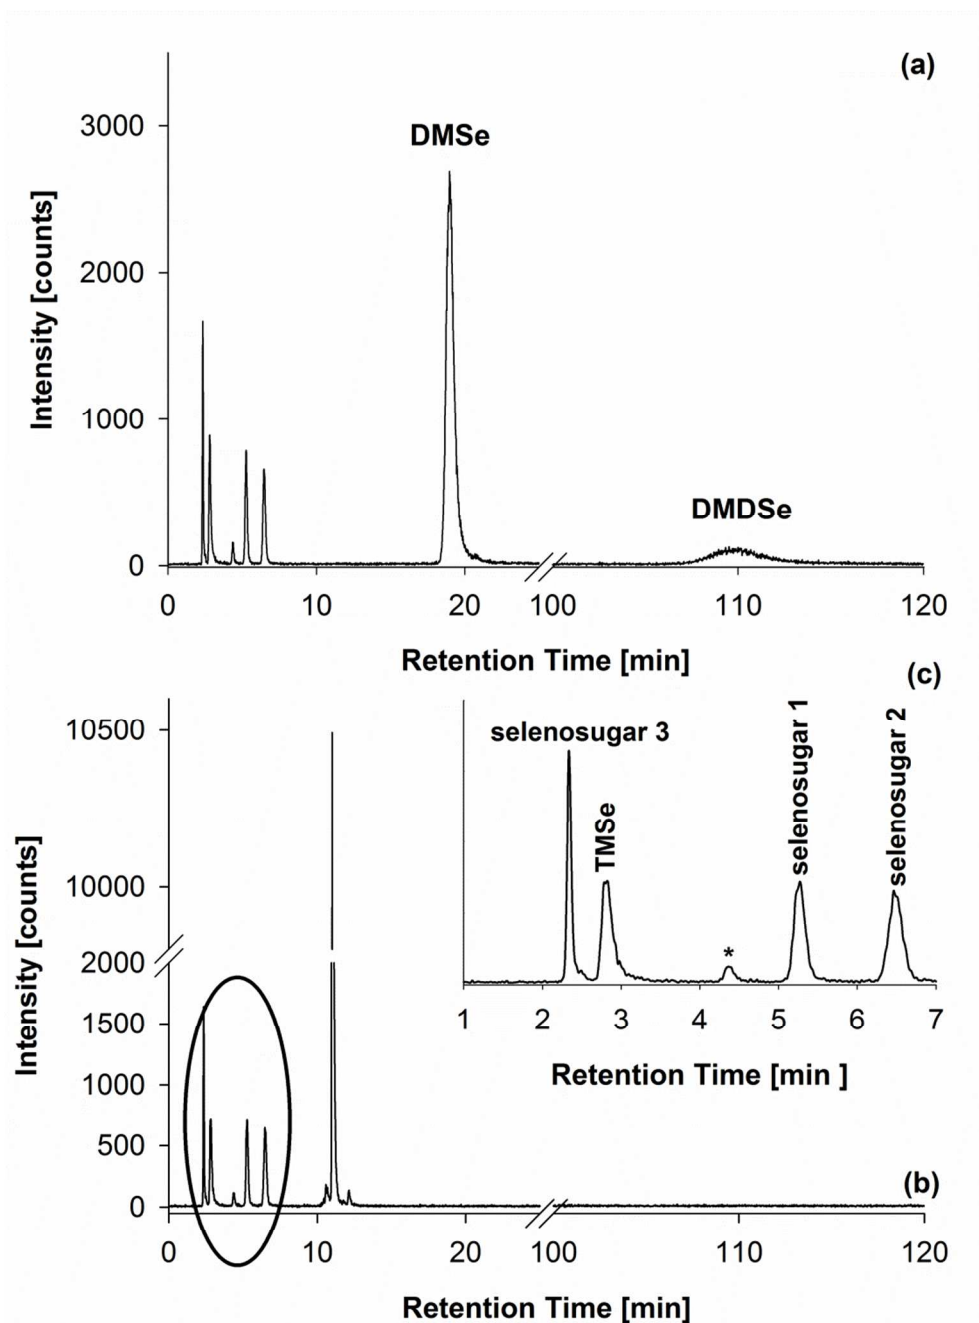 (a)
DMSe
DMDSe
Intensity [counts]
3000
2000
1000
0
0 10 20 100 110 120
Retention Time [min]
(c)
selenosugar 3
TMSe
*
selenosugar 1
selenosugar 2
1 2 3 4 5 6 7
Retention Time [min ]
Intensity [counts]
10500
10000
2000
1500
1000
500
0
(b)
0 10 20 100 110 120
Retention Time [min]